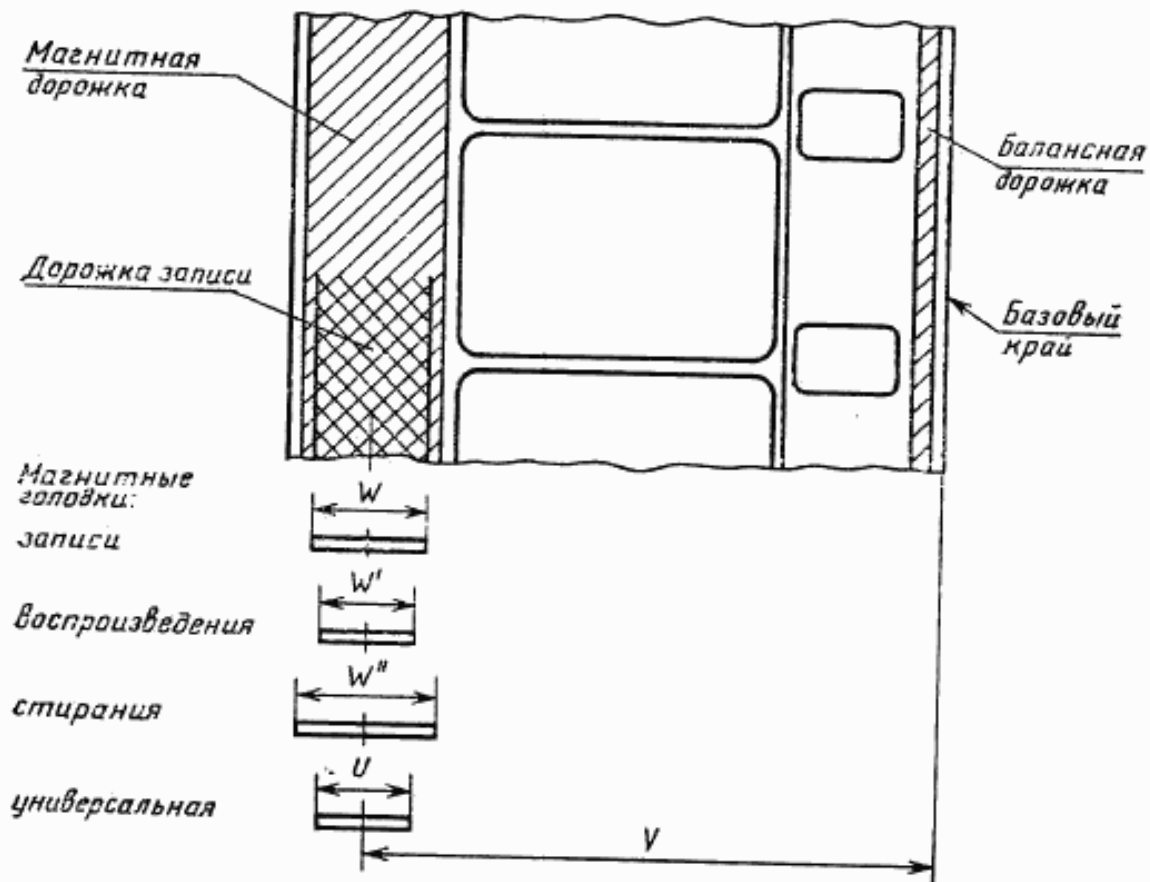 Магнитная
дорожка
Балансная
дорожка
Дорожка записи
Базовый
край
Магнитные
головки:
записи
W
воспроизведения
W'
стирания
W"
универсальная
U
V